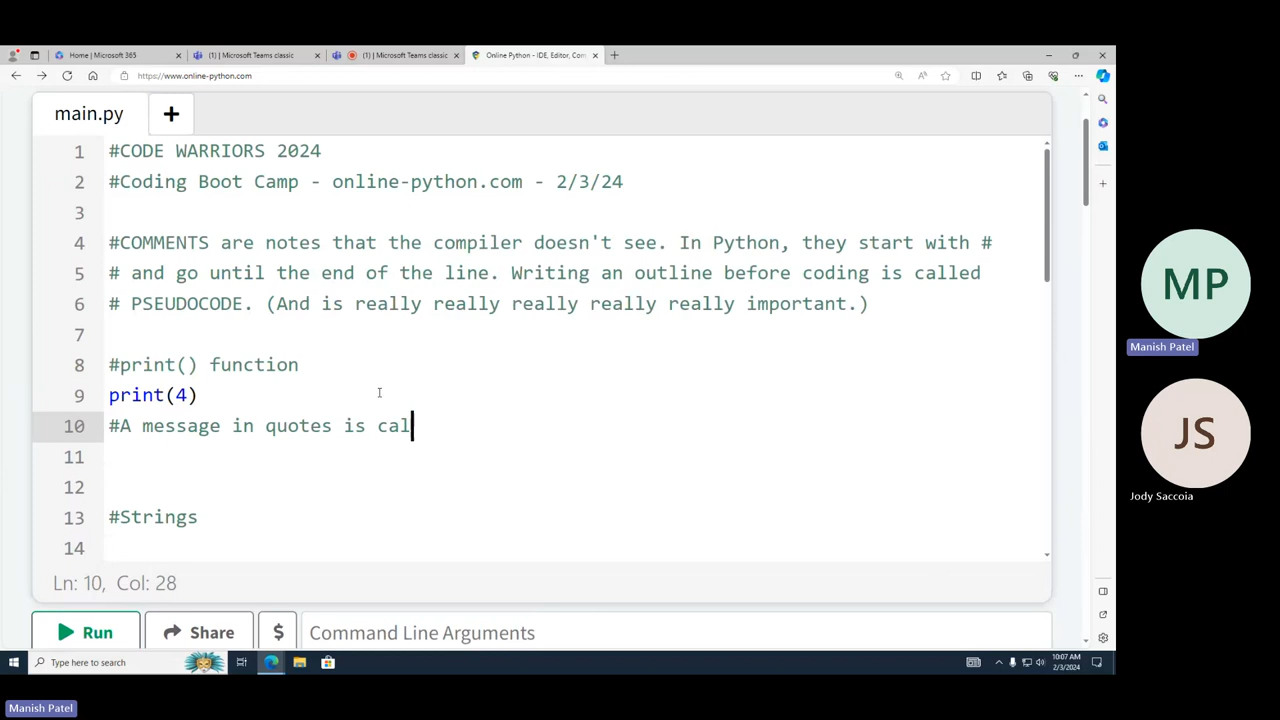 Home | Microsoft 365
(1) | Microsoft Teams classic
(1) | Microsoft Teams classic
Online Python - IDE, Editor, Com
https://www.online-python.com
main.py
+
1 #CODE WARRIORS 2024
2 #Coding Boot Camp - online-python.com - 2/3/24
3
4 #COMMENTS are notes that the compiler doesn't see. In Python, they start with #
5 # and go until the end of the line. Writing an outline before coding is called
6 # PSEUDOCODE. (And is really really really really really important.)
7
8 #print() function
9 print(4)
10 #A message in quotes is cal
11
12
13 #Strings
14
Ln: 10, Col: 28
Run
Share
$
Command Line Arguments
Type here to search
10:07 AM
2/3/2024
MP
Manish Patel
JS
Jody Saccoia
Manish Patel